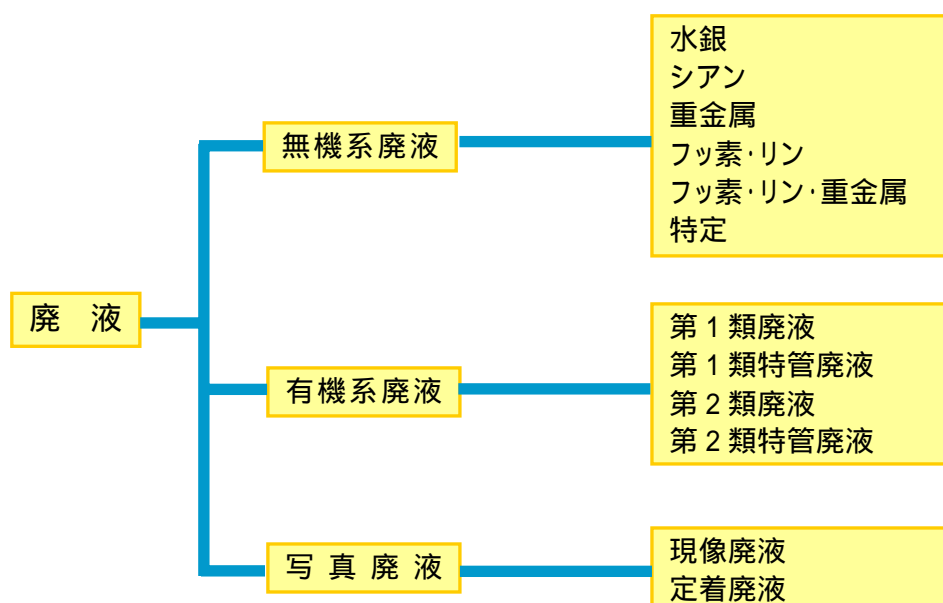 水銀
シアン
重金属
フッ素・リン
フッ素・リン・重金属
特定
無機系廃液
廃　液
第１類廃液
第１類特管廃液
第２類廃液
第２類特管廃液
有機系廃液
現像廃液
定着廃液
写 真 廃 液